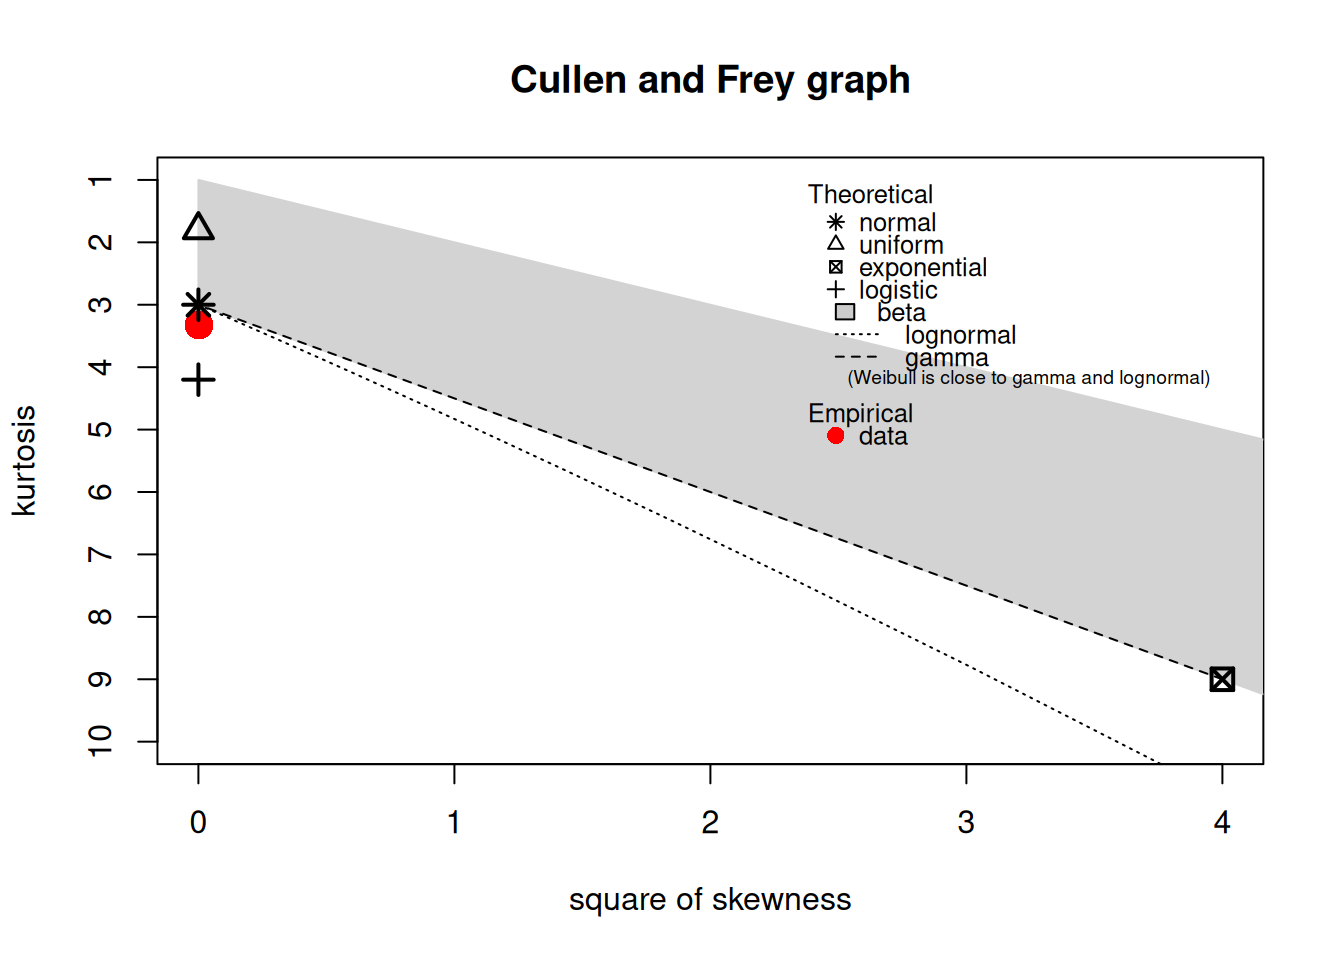 Cullen and Frey graph
Theoretical
normal
uniform
exponential
logistic
beta
lognormal
gamma
(Weibull is close to gamma and lognormal)
Empirical
data
kurtosis
1
2
3
4
5
6
7
8
9
10
0 1 2 3 4
square of skewness